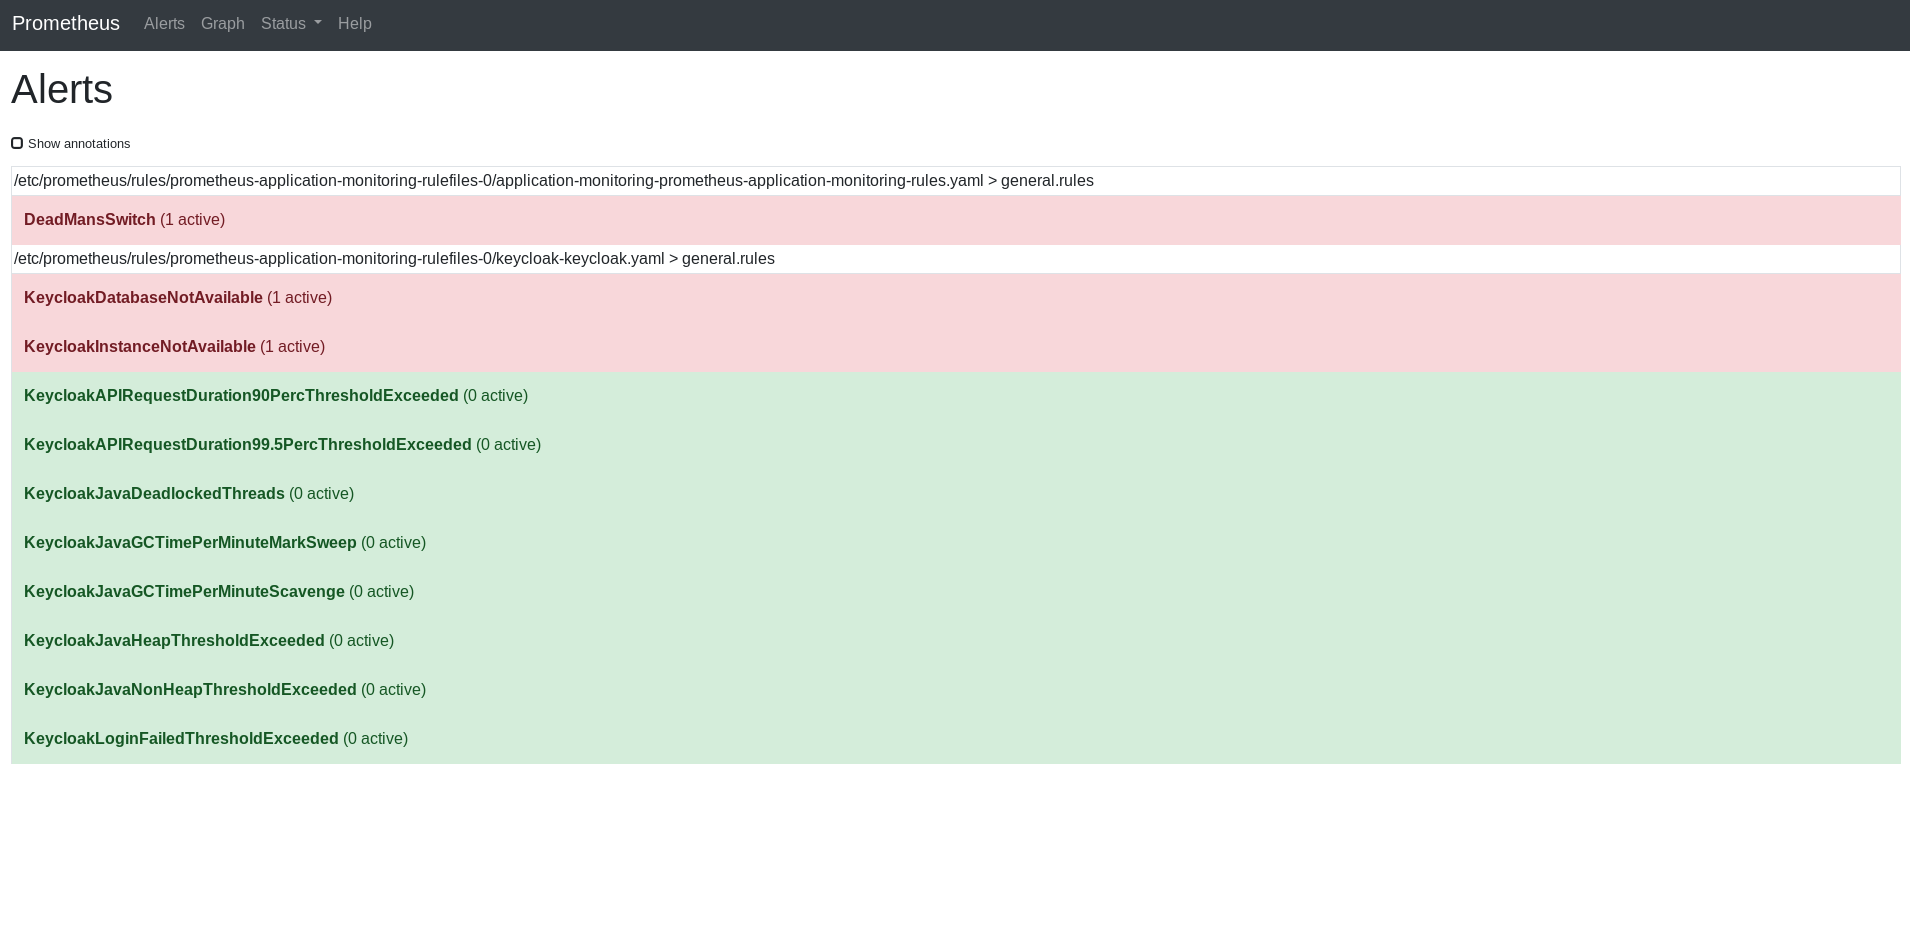 Prometheus Alerts Graph Status Help
Alerts
Show annotations
/etc/prometheus/rules/prometheus-application-monitoring-rulefiles-0/application-monitoring-prometheus-application-monitoring-rules.yaml > general.rules
DeadMansSwitch (1 active)
/etc/prometheus/rules/prometheus-application-monitoring-rulefiles-0/keycloak-keycloak.yaml > general.rules
KeycloakDatabaseNotAvailable (1 active)
KeycloakInstanceNotAvailable (1 active)
KeycloakAPIRequestDuration90PercThresholdExceeded (0 active)
KeycloakAPIRequestDuration99.5PercThresholdExceeded (0 active)
KeycloakJavaDeadlockedThreads (0 active)
KeycloakJavaGCTimePerMinuteMarkSweep (0 active)
KeycloakJavaGCTimePerMinuteScavenge (0 active)
KeycloakJavaHeapThresholdExceeded (0 active)
KeycloakJavaNonHeapThresholdExceeded (0 active)
KeycloakLoginFailedThresholdExceeded (0 active)